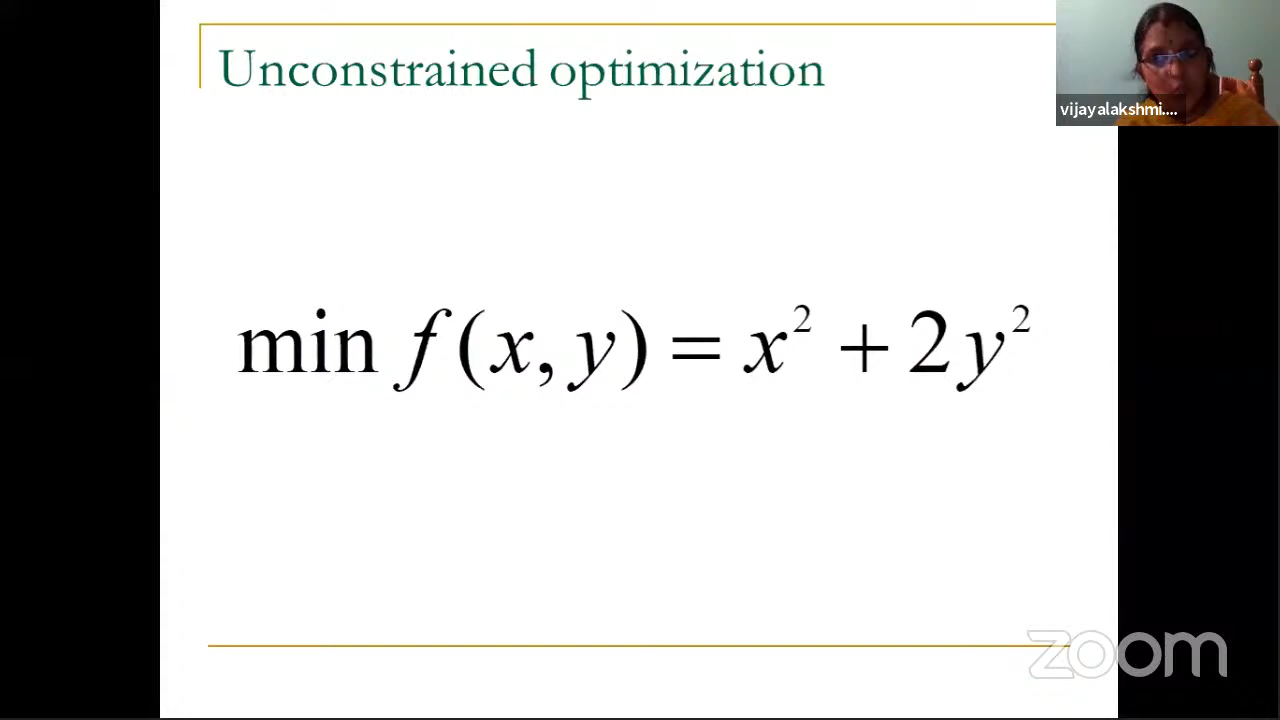 Unconstrained optimization
vijayalakshmi....
min f(x, y) = x² + 2y²
zoom